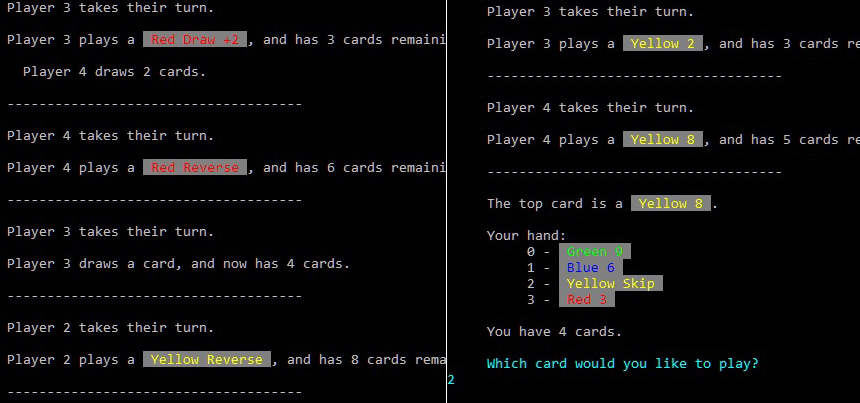 Player 3 takes their turn.
Player 3 plays a Red Draw +2 , and has 3 cards remaini
Player 4 draws 2 cards.
-------------------------------------
Player 4 takes their turn.
Player 4 plays a Red Reverse , and has 6 cards remaini
-------------------------------------
Player 3 takes their turn.
Player 3 draws a card, and now has 4 cards.
-------------------------------------
Player 2 takes their turn.
Player 2 plays a Yellow Reverse , and has 8 cards rema
-------------------------------------
Player 3 takes their turn.
Player 3 plays a Yellow 2 , and has 3 cards re
-------------------------------------
Player 4 takes their turn.
Player 4 plays a Yellow 8 , and has 5 cards re
-------------------------------------
The top card is a Yellow 8 .
Your hand:
0 - Green 9
1 - Blue 6
2 - Yellow Skip
3 - Red 3
You have 4 cards.
Which card would you like to play?
2